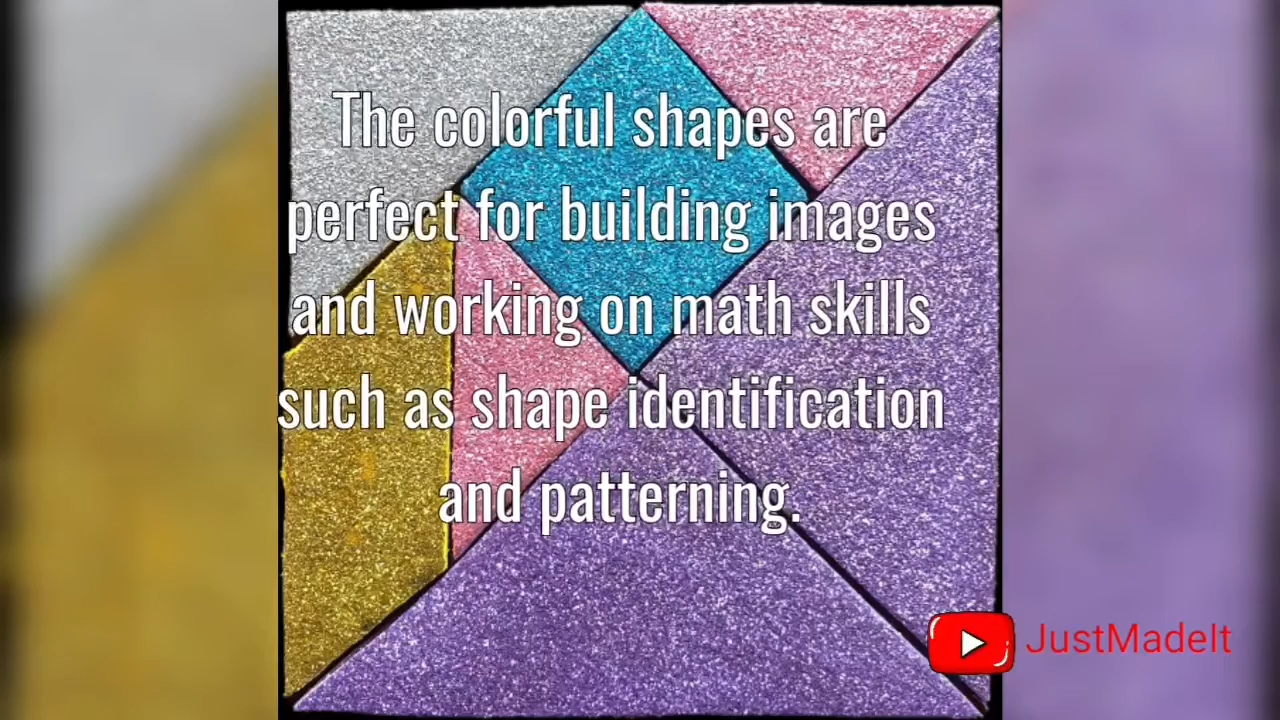 The colorful shapes are
perfect for building images
and working on math skills
such as shape identification
and patterning.
JustMadeIt